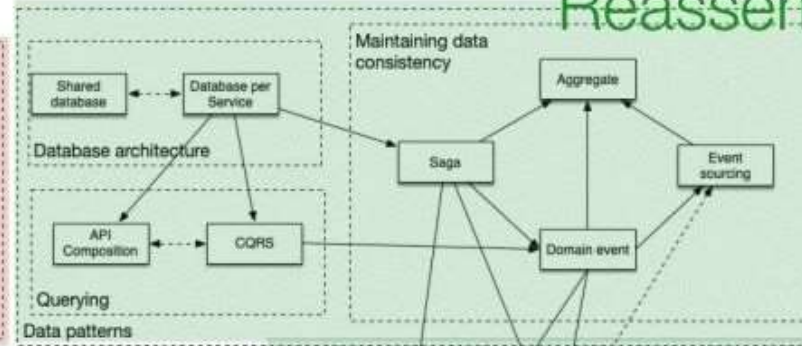 Maintaining data
consistency
Shared
database
Database per
Service
Aggregate
Database architecture
Saga
Event
sourcing
API
Composition
CQRS
Domain event
Querying
Data patterns